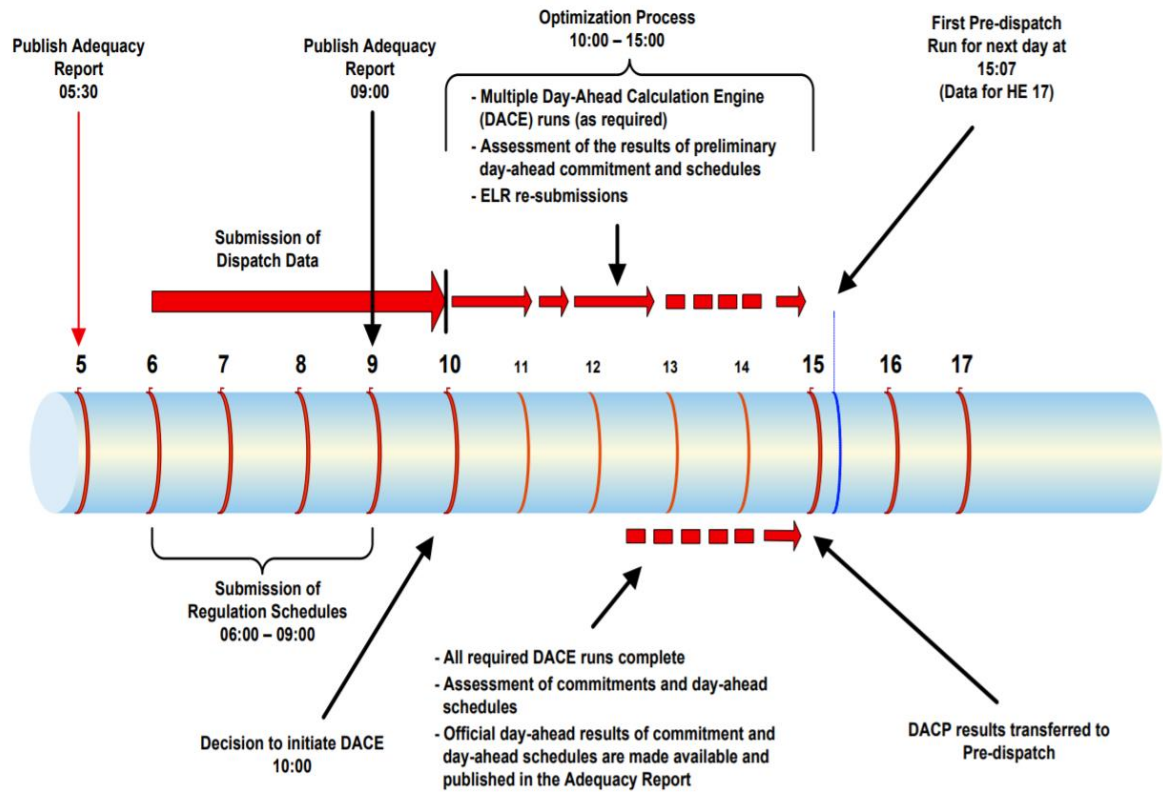 Publish Adequacy
Report
05:30
Publish Adequacy
Report
09:00
Optimization Process
10:00 – 15:00
- Multiple Day-Ahead Calculation Engine
(DACE) runs (as required)
- Assessment of the results of preliminary
day-ahead commitment and schedules
- ELR re-submissions
First Pre-dispatch
Run for next day at
15:07
(Data for HE 17)
Submission of
Dispatch Data
5 6 7 8 9 10 11 12 13 14 15 16 17
Submission of
Regulation Schedules
06:00 – 09:00
Decision to initiate DACE
10:00
- All required DACE runs complete
- Assessment of commitments and day-ahead
schedules
- Official day-ahead results of commitment and
day-ahead schedules are made available and
published in the Adequacy Report
DACP results transferred to
Pre-dispatch